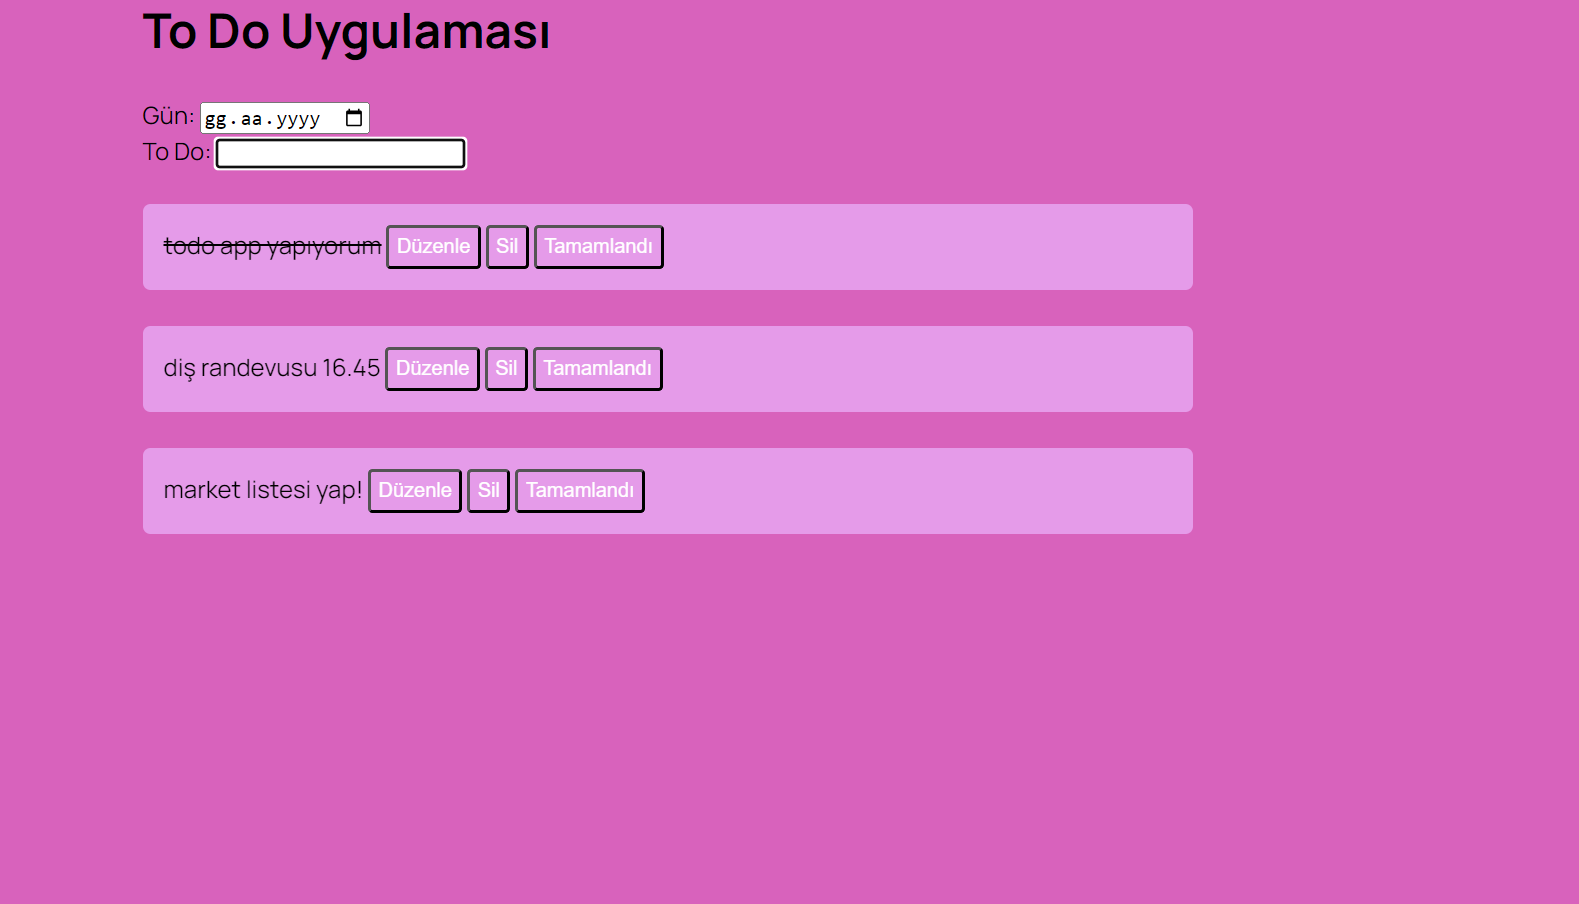 To Do Uygulaması
Gün: gg.aa.yyyy
To Do:
todo app yapıyorum Düzenle Sil Tamamlandı
diş randevusu 16.45 Düzenle Sil Tamamlandı
market listesi yap! Düzenle Sil Tamamlandı